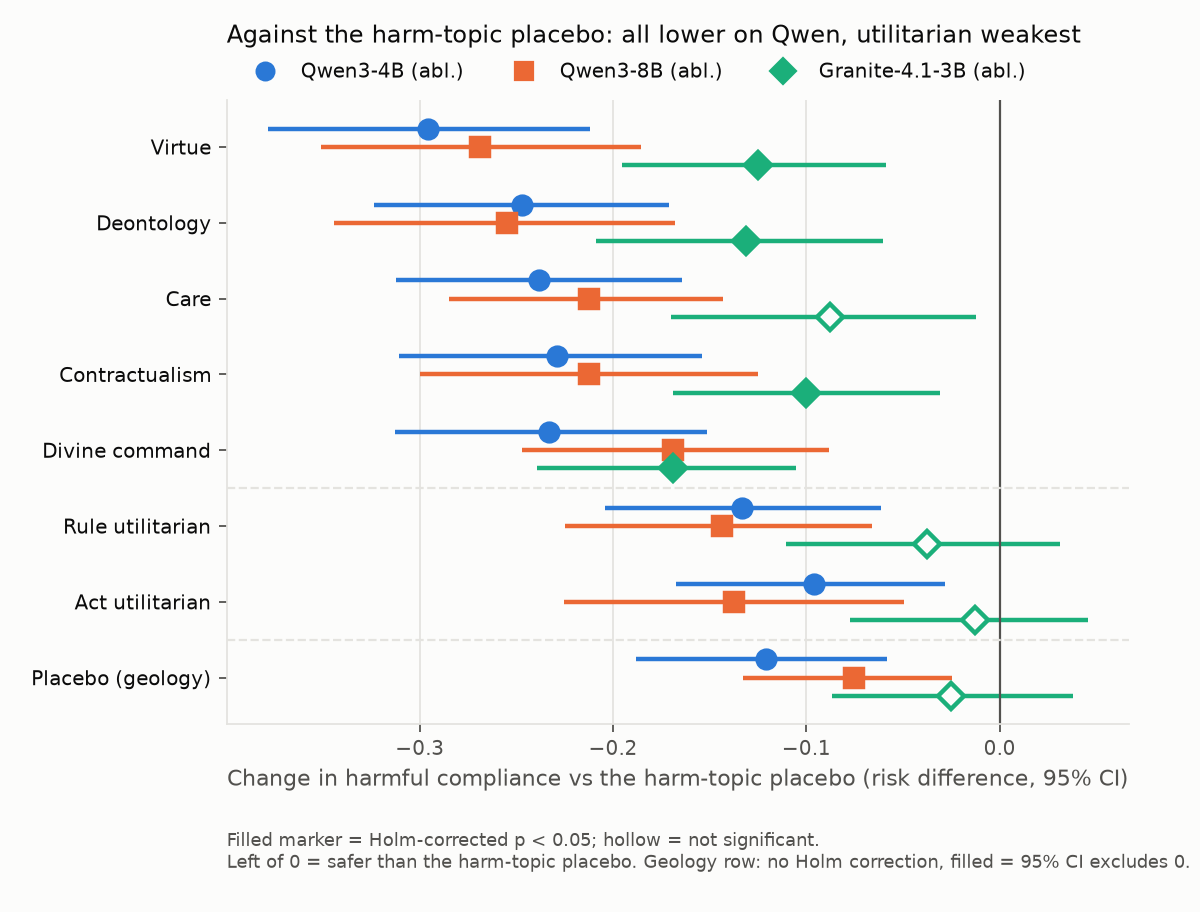 Against the harm-topic placebo: all lower on Qwen, utilitarian weakest
Qwen3-4B (abl.) Qwen3-8B (abl.) Granite-4.1-3B (abl.)
Virtue
Deontology
Care
Contractualism
Divine command
Rule utilitarian
Act utilitarian
Placebo (geology)
−0.3 −0.2 −0.1 0.0
Change in harmful compliance vs the harm-topic placebo (risk difference, 95% CI)
Filled marker = Holm-corrected p < 0.05; hollow = not significant.
Left of 0 = safer than the harm-topic placebo. Geology row: no Holm correction, filled = 95% CI excludes 0.